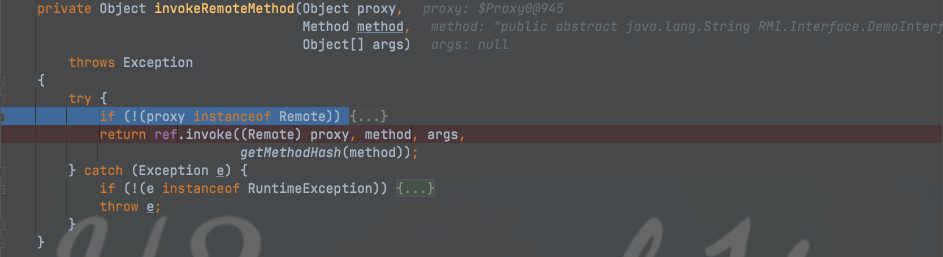 private Object invokeRemoteMethod(Object proxy,   proxy: $Proxy0@945
Method method,   method: "public abstract java.lang.String RMI.Interface.DemoInterf
Object[] args)   args: null
throws Exception
{
try {
if (!(proxy instanceof Remote)) {...}
return ref.invoke((Remote) proxy, method, args,
getMethodHash(method));
} catch (Exception e) {
if (!(e instanceof RuntimeException)) {...}
throw e;
}
}